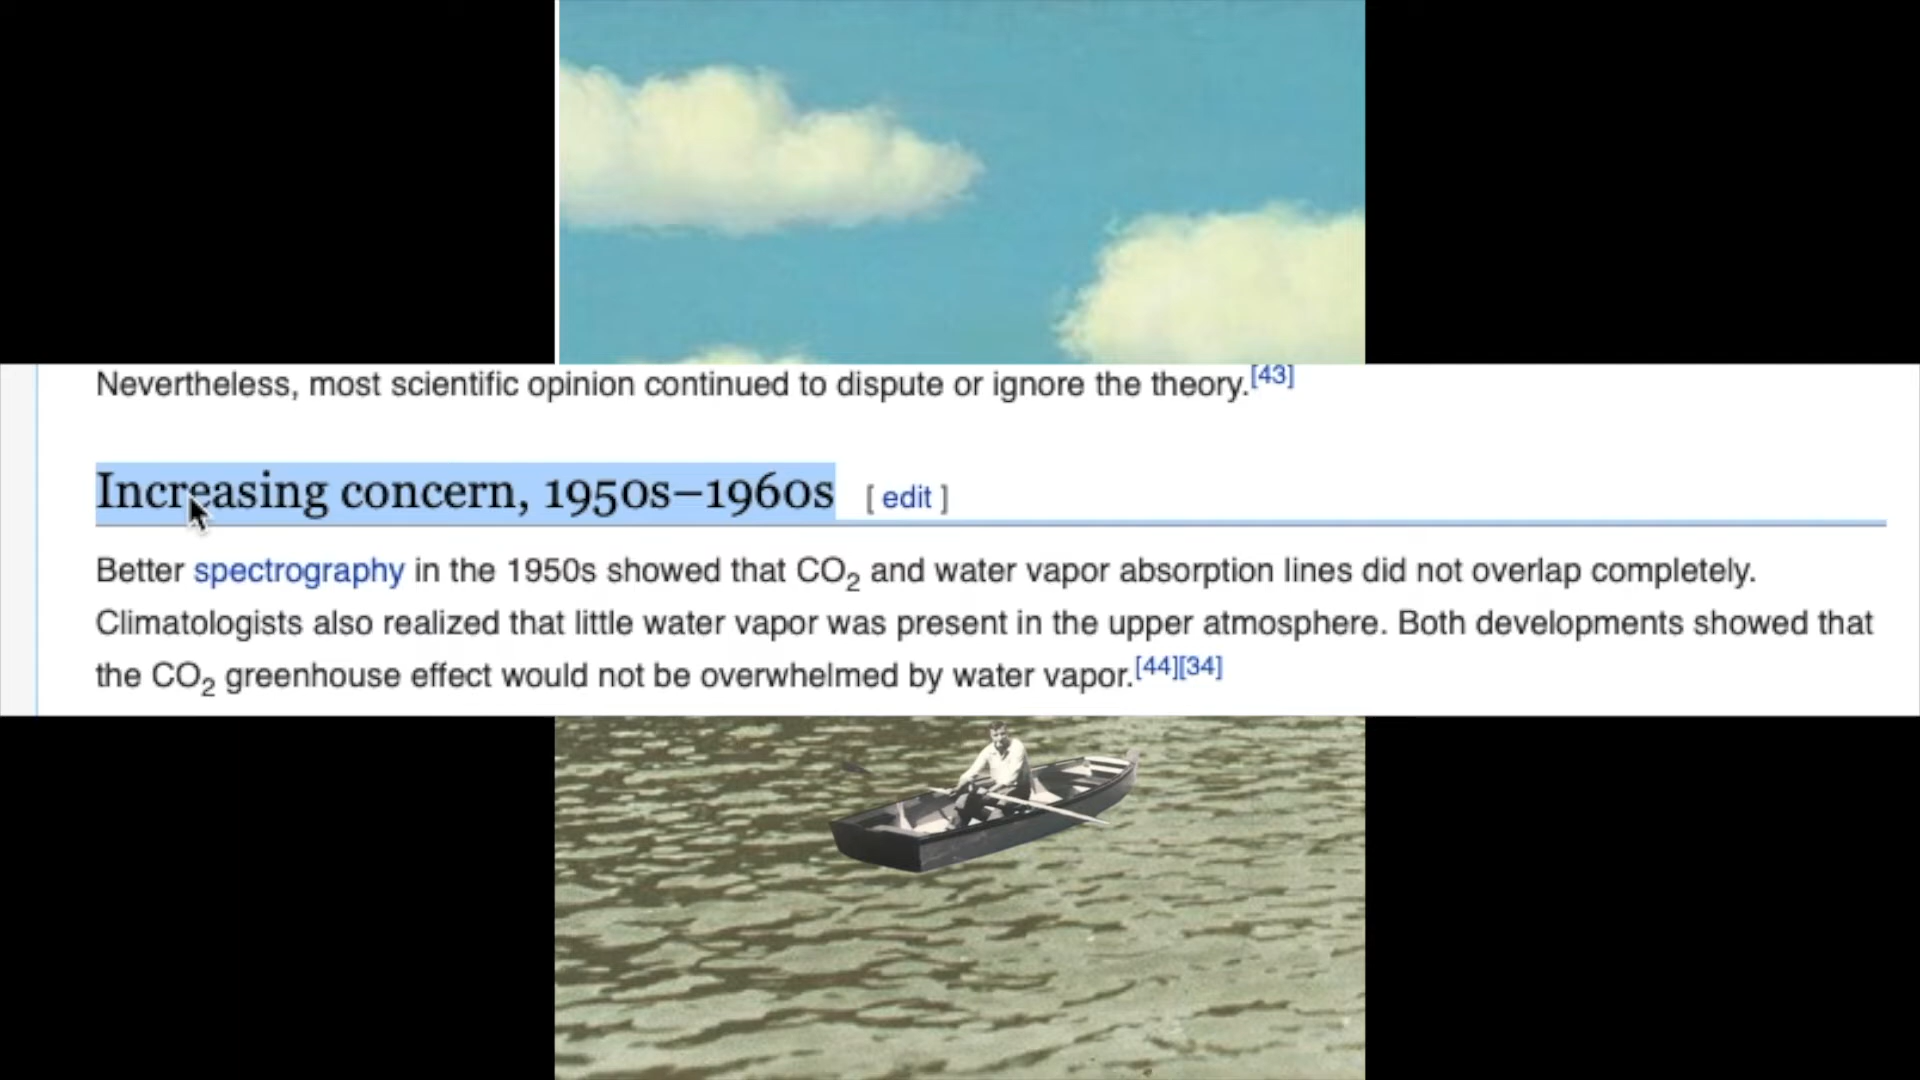 Nevertheless, most scientific opinion continued to dispute or ignore the theory.[43]
Increasing concern, 1950s–1960s [ edit ]
Better spectrography in the 1950s showed that CO₂ and water vapor absorption lines did not overlap completely.
Climatologists also realized that little water vapor was present in the upper atmosphere. Both developments showed that
the CO₂ greenhouse effect would not be overwhelmed by water vapor.[44][34]